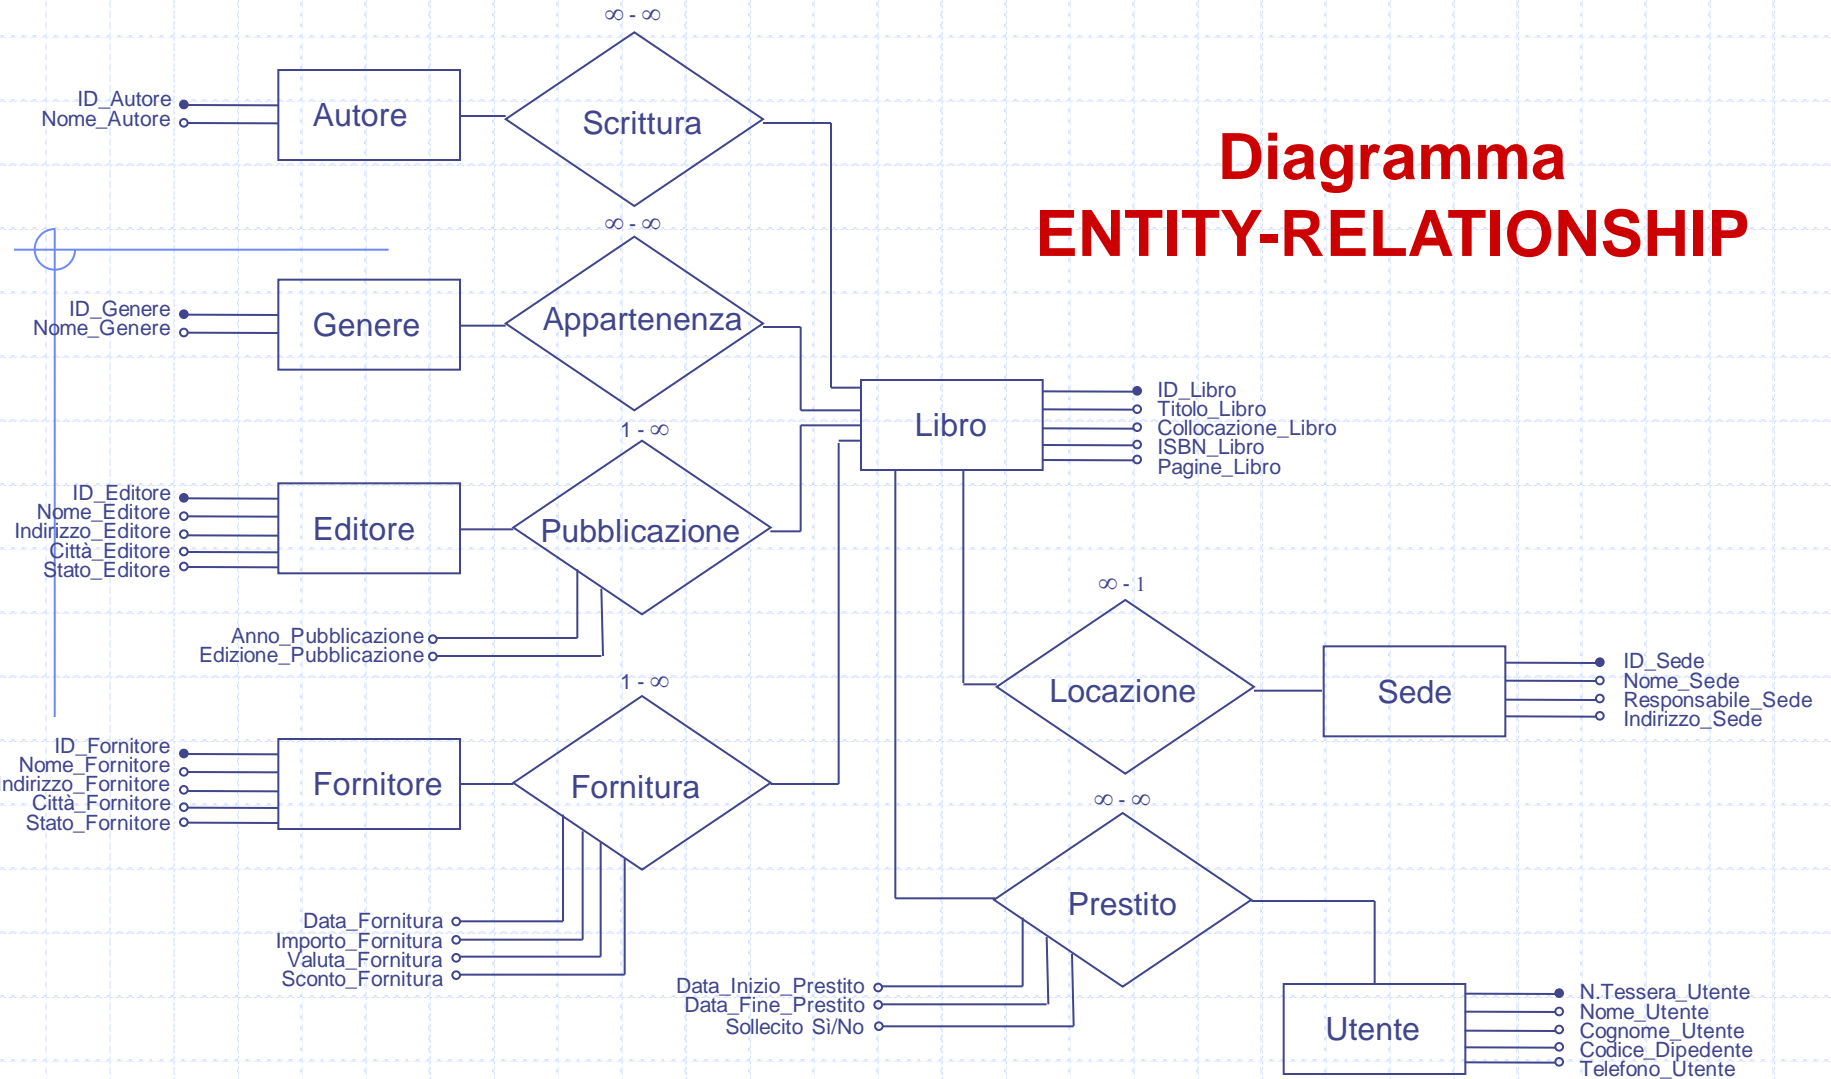 ∞ - ∞
ID_Autore
Nome_Autore
Autore
Scrittura
Diagramma
ENTITY-RELATIONSHIP
∞ - ∞
ID_Genere
Nome_Genere
Genere
Appartenenza
Libro
ID_Libro
Titolo_Libro
Collocazione_Libro
ISBN_Libro
Pagine_Libro
1 - ∞
ID_Editore
Nome_Editore
Indirizzo_Editore
Città_Editore
Stato_Editore
Editore
Pubblicazione
Anno_Pubblicazione
Edizione_Pubblicazione
∞ - 1
Locazione
Sede
ID_Sede
Nome_Sede
Responsabile_Sede
Indirizzo_Sede
1 - ∞
ID_Fornitore
Nome_Fornitore
Indirizzo_Fornitore
Città_Fornitore
Stato_Fornitore
Fornitore
Fornitura
Data_Fornitura
Importo_Fornitura
Valuta_Fornitura
Sconto_Fornitura
∞ - ∞
Prestito
Data_Inizio_Prestito
Data_Fine_Prestito
Sollecito Sì/No
Utente
N.Tessera_Utente
Nome_Utente
Cognome_Utente
Codice_Dipedente
Telefono_Utente